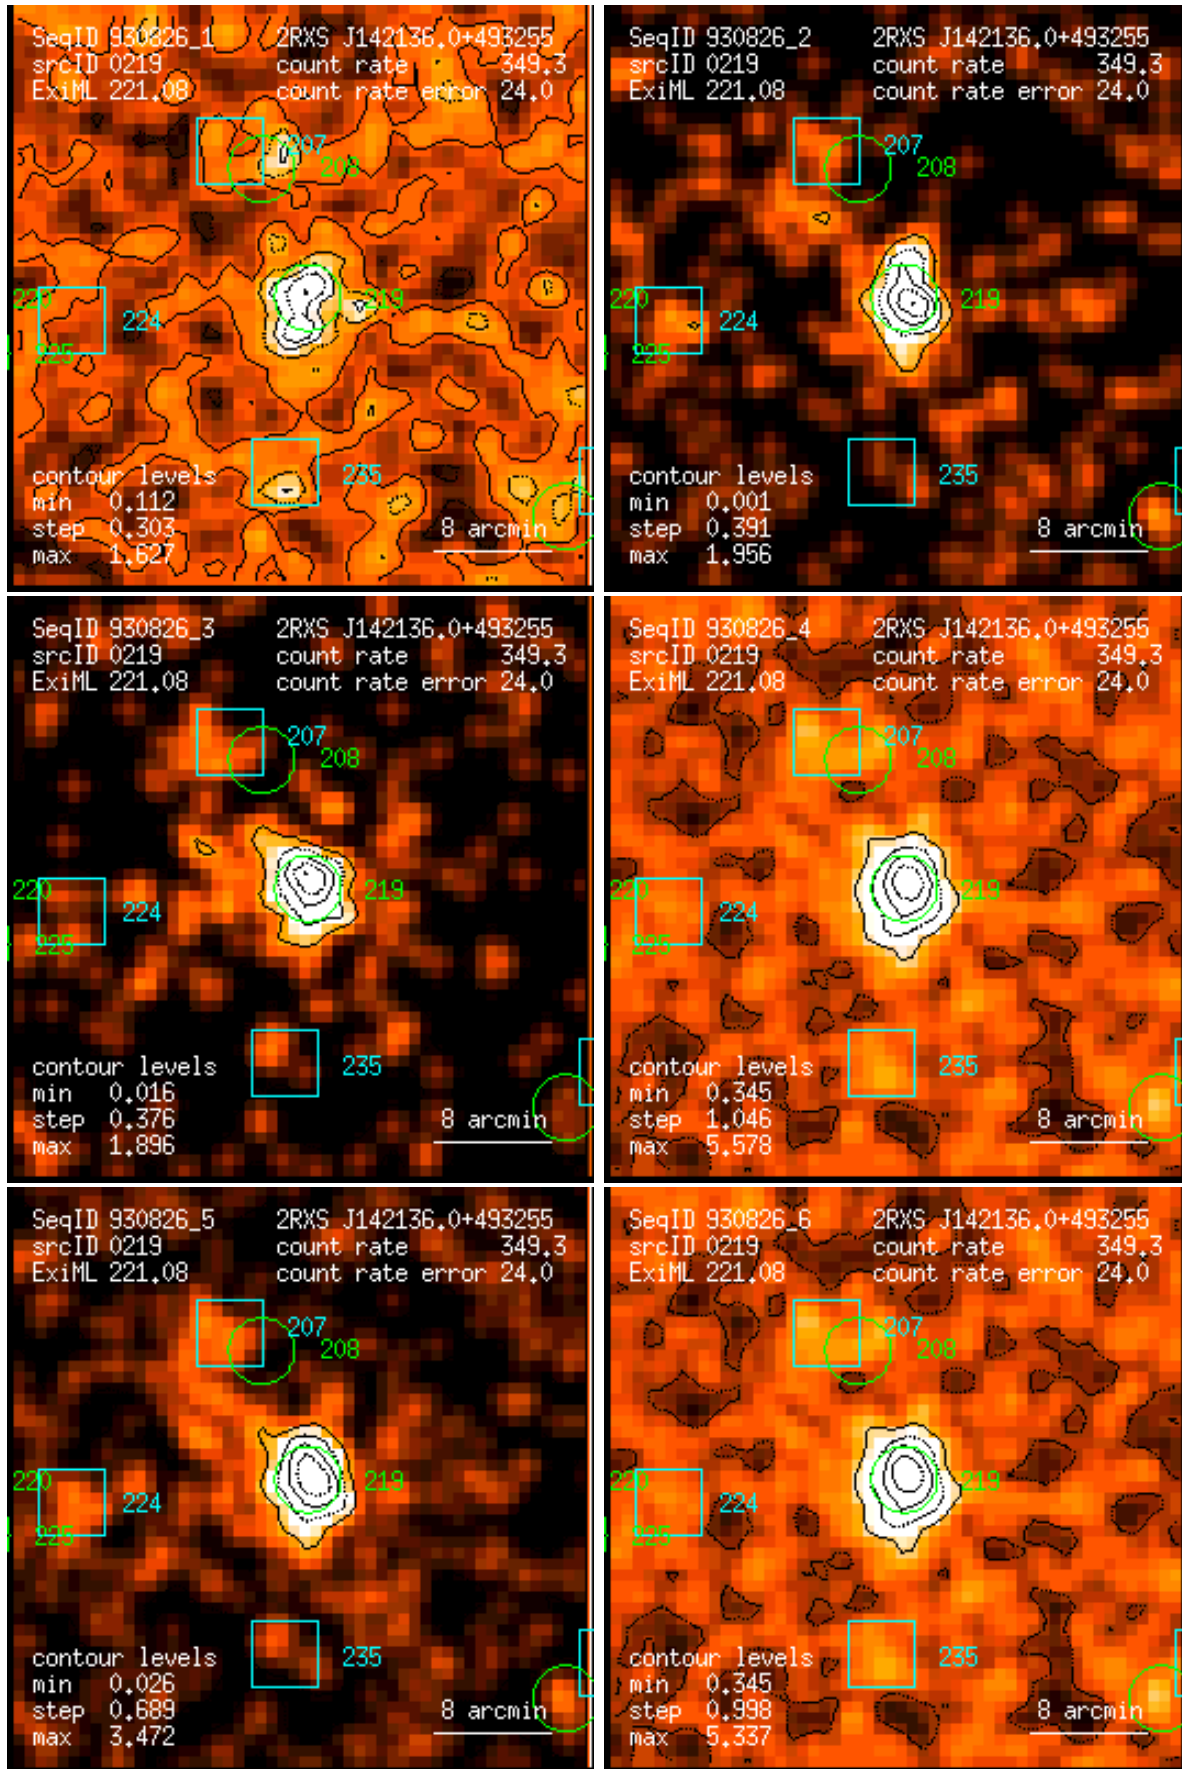 SeqID 930826_1 2RXS J142136.0+493255
srcID 0219 count rate 349.3
ExiML 221.08 count rate error 24.0
207
208
220 219
224
225
235
contour levels
min 0.112
step 0.303 8 arcmin
max 1.627
SeqID 930826_2 2RXS J142136.0+493255
srcID 0219 count rate 349.3
ExiML 221.08 count rate error 24.0
207
208
220 219
224
225
235
contour levels
min 0.001
step 0.391 8 arcmin
max 1.956
SeqID 930826_3 2RXS J142136.0+493255
srcID 0219 count rate 349.3
ExiML 221.08 count rate error 24.0
207
208
220 219
224
225
235
contour levels
min 0.016
step 0.376 8 arcmin
max 1.896
SeqID 930826_4 2RXS J142136.0+493255
srcID 0219 count rate 349.3
ExiML 221.08 count rate error 24.0
207
208
220 219
224
225
235
contour levels
min 0.345
step 1.046 8 arcmin
max 5.578
SeqID 930826_5 2RXS J142136.0+493255
srcID 0219 count rate 349.3
ExiML 221.08 count rate error 24.0
207
208
220 219
224
225
235
contour levels
min 0.026
step 0.689 8 arcmin
max 3.472
SeqID 930826_6 2RXS J142136.0+493255
srcID 0219 count rate 349.3
ExiML 221.08 count rate error 24.0
207
208
220 219
224
225
235
contour levels
min 0.345
step 0.998 8 arcmin
max 5.337